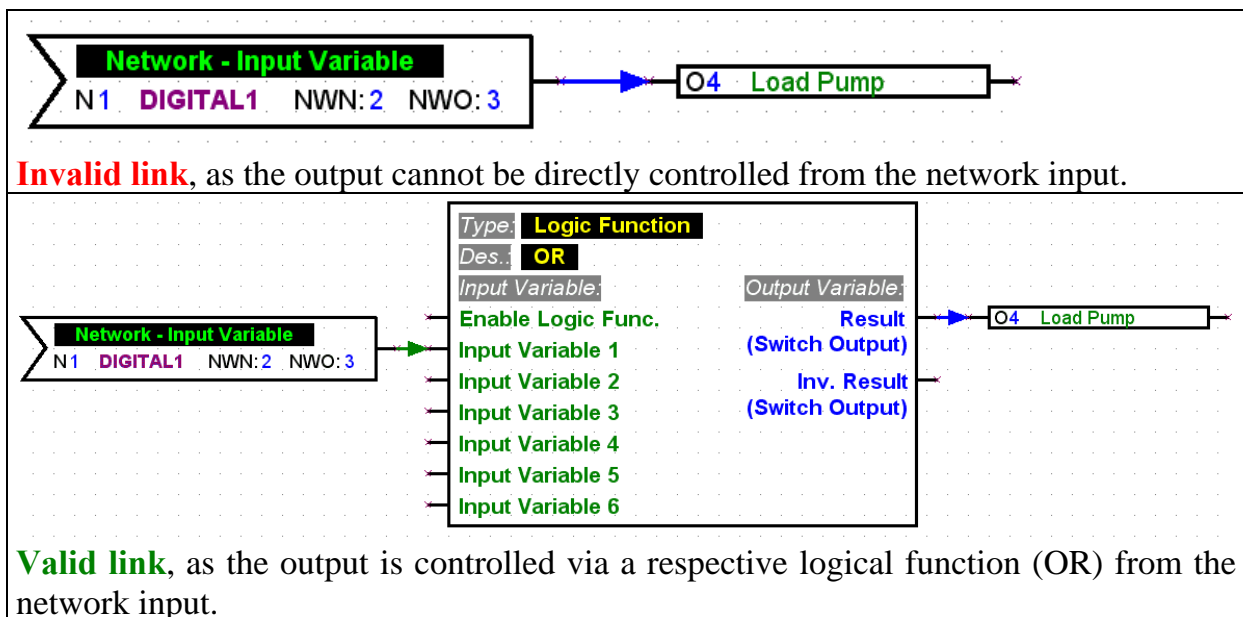 Network - Input Variable
N1 DIGITAL1 NWN: 2 NWO: 3
O4 Load Pump
Invalid link, as the output cannot be directly controlled from the network input.
Type: Logic Function
Des.: OR
Input Variable: Output Variable:
Enable Logic Func. Result
(Switch Output)
Network - Input Variable
N1 DIGITAL1 NWN: 2 NWO: 3
O4 Load Pump
Input Variable 1
Input Variable 2 Inv. Result
(Switch Output)
Input Variable 3
Input Variable 4
Input Variable 5
Input Variable 6
Valid link, as the output is controlled via a respective logical function (OR) from the
network input.